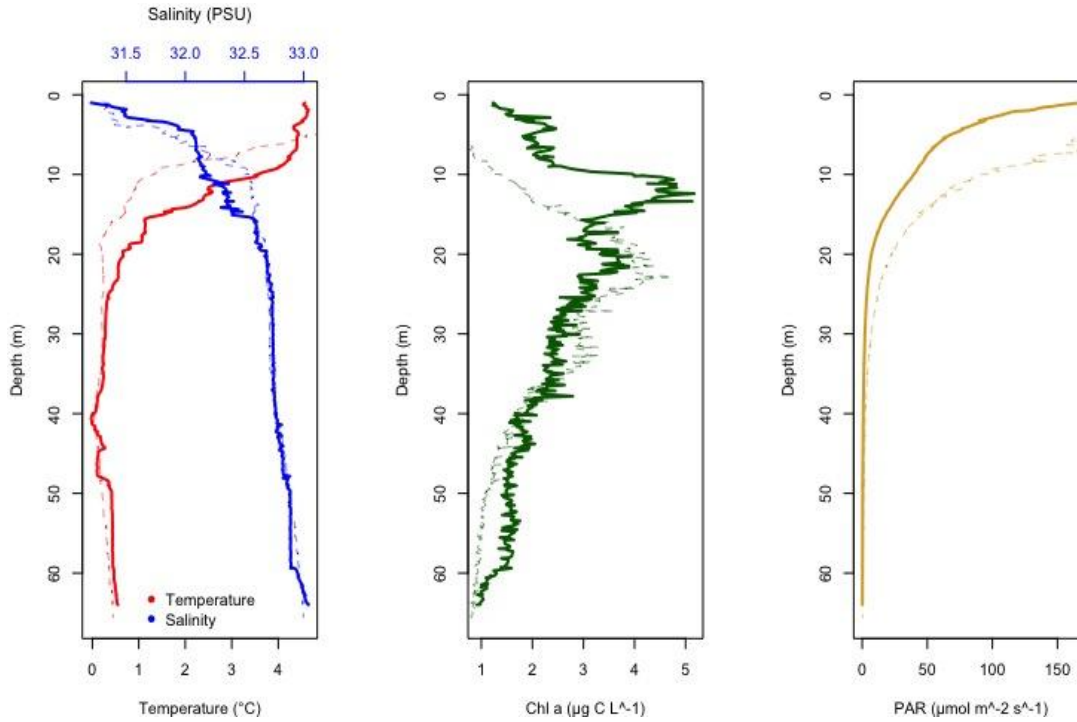 Salinity (PSU)
31.5 32.0 32.5 33.0
0
10
20
30
40
50
60
Depth (m)
Temperature
Salinity
0 1 2 3 4
Temperature (°C)
0
10
20
30
40
50
60
Depth (m)
1 2 3 4 5
Chl a (µg C L^-1)
0
10
20
30
40
50
60
Depth (m)
0 50 100 150
PAR (µmol m^-2 s^-1)